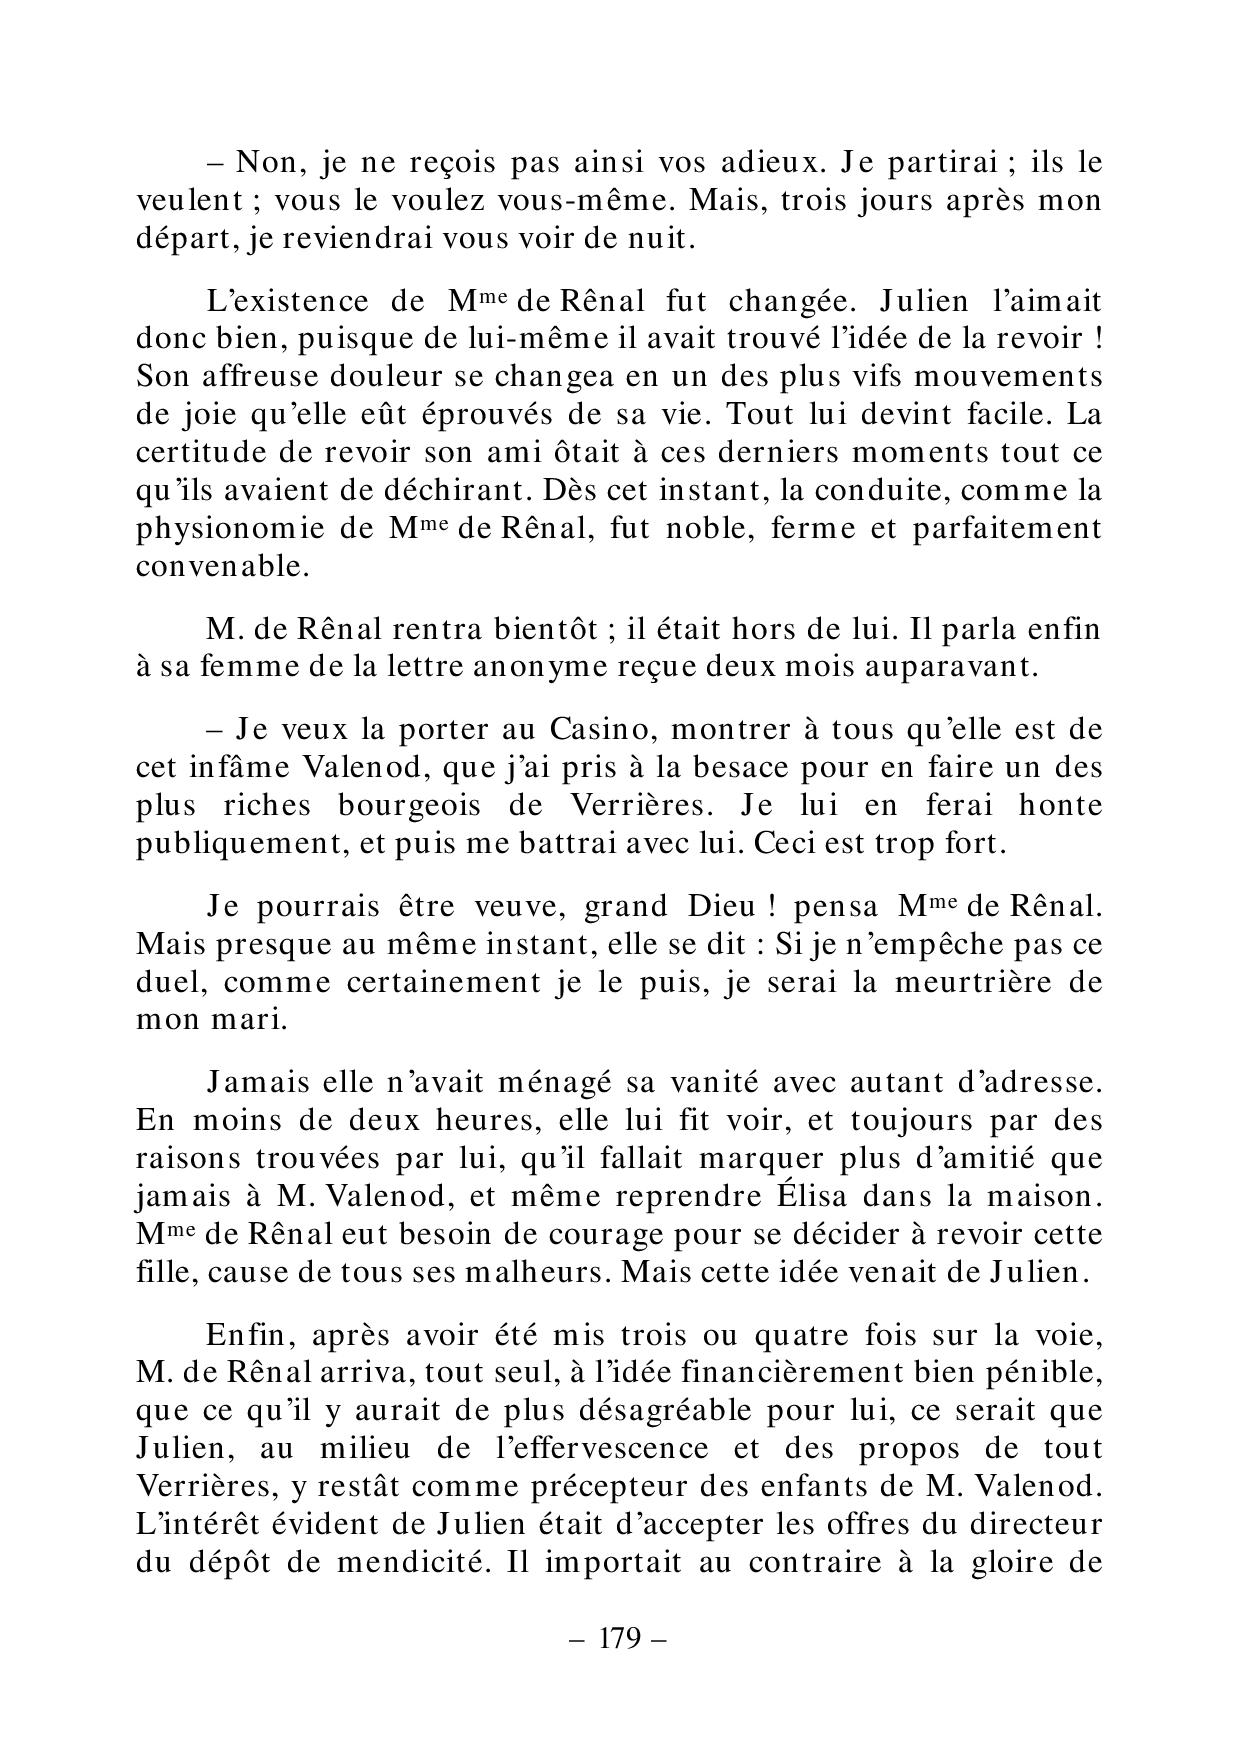 – Non, je ne reçois pas ainsi vos adieux. Je partirai ; ils le
veulent ; vous le voulez vous-même. Mais, trois jours après mon
départ, je reviendrai vous voir de nuit.
L’existence de Mme de Rênal fut changée. Julien l’aimait
donc bien, puisque de lui-même il avait trouvé l’idée de la revoir !
Son affreuse douleur se changea en un des plus vifs mouvements
de joie qu’elle eût éprouvés de sa vie. Tout lui devint facile. La
certitude de revoir son ami ôtait à ces derniers moments tout ce
qu’ils avaient de déchirant. Dès cet instant, la conduite, comme la
physionomie de Mme de Rênal, fut noble, ferme et parfaitement
convenable.
M. de Rênal rentra bientôt ; il était hors de lui. Il parla enfin
à sa femme de la lettre anonyme reçue deux mois auparavant.
– Je veux la porter au Casino, montrer à tous qu’elle est de
cet infâme Valenod, que j’ai pris à la besace pour en faire un des
plus riches bourgeois de Verrières. Je lui en ferai honte
publiquement, et puis me battrai avec lui. Ceci est trop fort.
Je pourrais être veuve, grand Dieu ! pensa Mme de Rênal.
Mais presque au même instant, elle se dit : Si je n’empêche pas ce
duel, comme certainement je le puis, je serai la meurtrière de
mon mari.
Jamais elle n’avait ménagé sa vanité avec autant d’adresse.
En moins de deux heures, elle lui fit voir, et toujours par des
raisons trouvées par lui, qu’il fallait marquer plus d’amitié que
jamais à M. Valenod, et même reprendre Élisa dans la maison.
Mme de Rênal eut besoin de courage pour se décider à revoir cette
fille, cause de tous ses malheurs. Mais cette idée venait de Julien.
Enfin, après avoir été mis trois ou quatre fois sur la voie,
M. de Rênal arriva, tout seul, à l’idée financièrement bien pénible,
que ce qu’il y aurait de plus désagréable pour lui, ce serait que
Julien, au milieu de l’effervescence et des propos de tout
Verrières, y restât comme précepteur des enfants de M. Valenod.
L’intérêt évident de Julien était d’accepter les offres du directeur
du dépôt de mendicité. Il importait au contraire à la gloire de
– 179 –